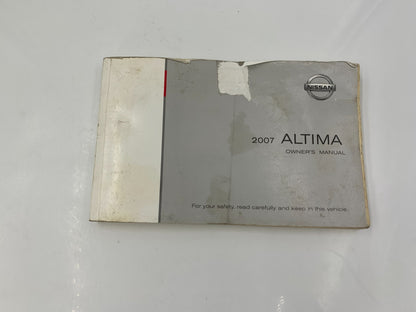 NISSAN
2007 ALTIMA
OWNER'S MANUAL
For your safety, read carefully and keep in this vehicle.